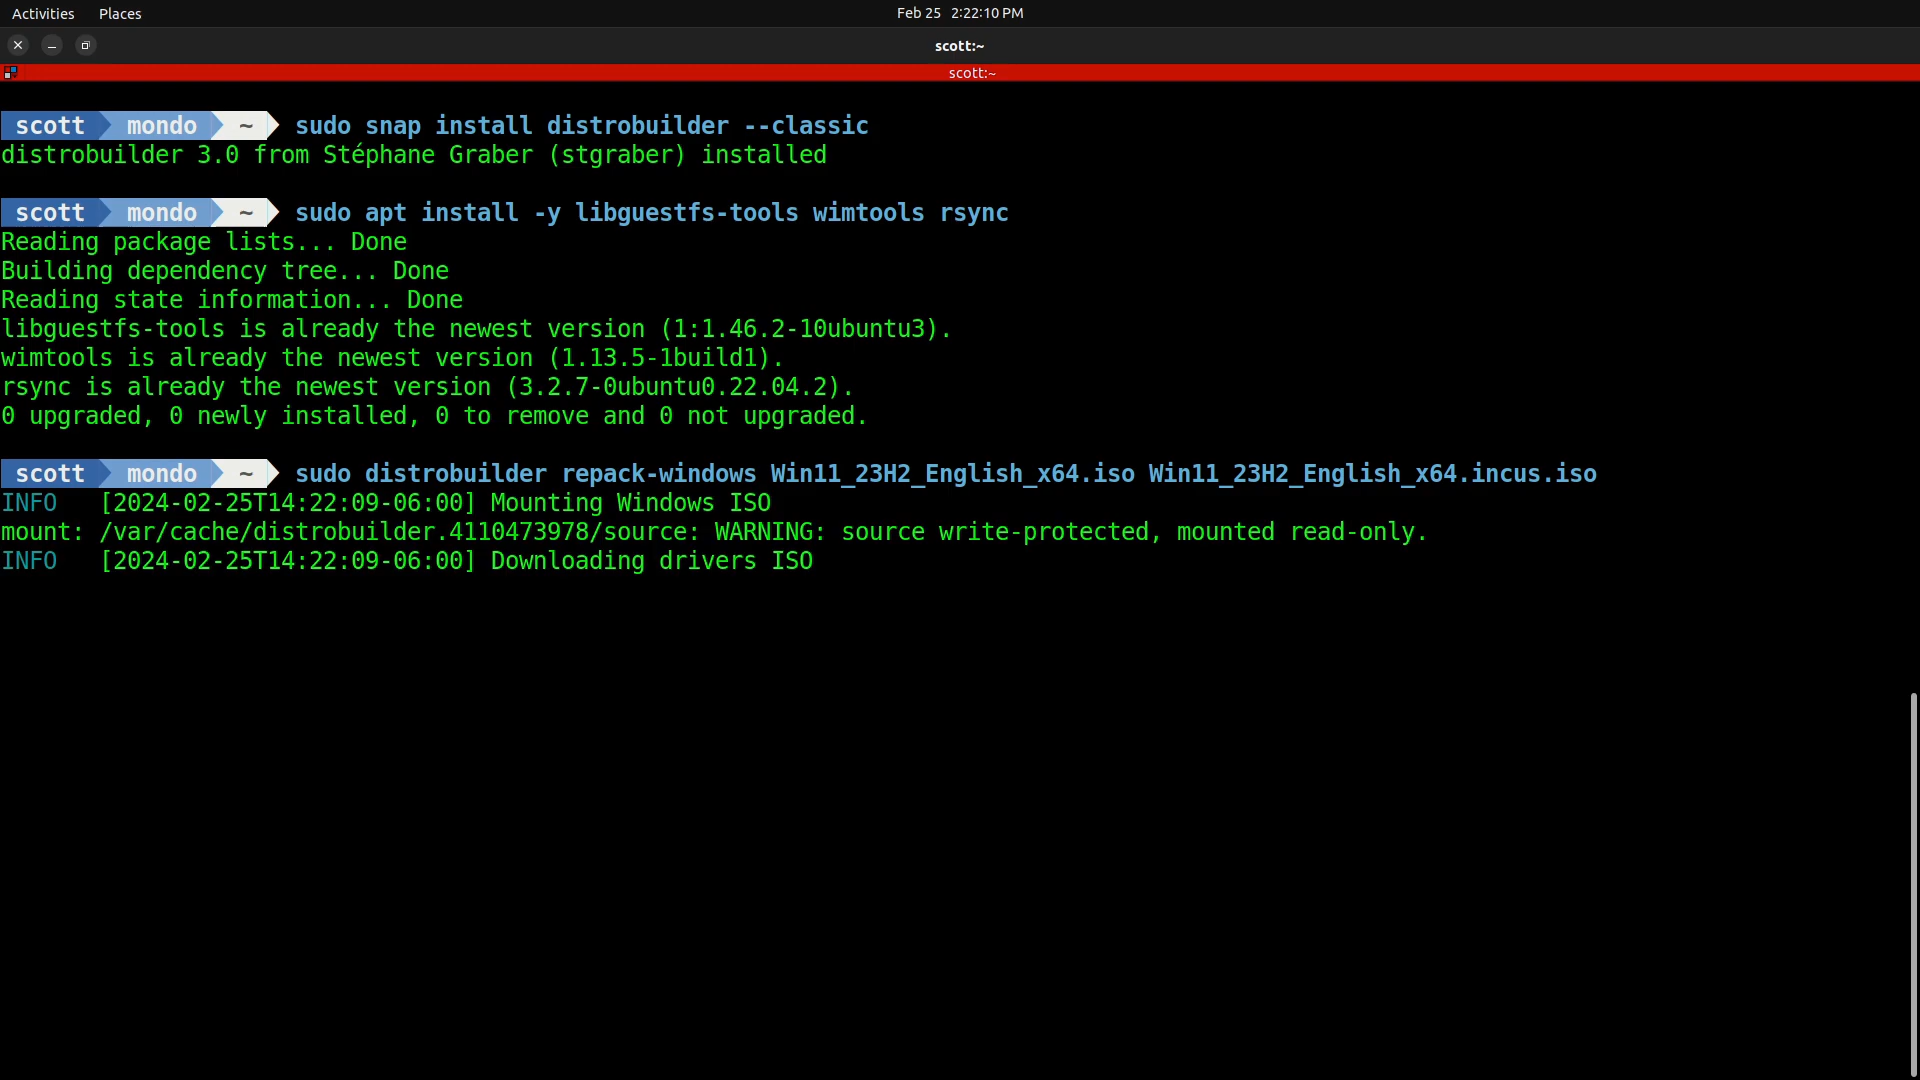 Activities Places Feb 25 2:22:10 PM
scott:~
scott:~
scott mondo ~ sudo snap install distrobuilder --classic
distrobuilder 3.0 from Stéphane Graber (stgraber) installed
scott mondo ~ sudo apt install -y libguestfs-tools wimtools rsync
Reading package lists... Done
Building dependency tree... Done
Reading state information... Done
libguestfs-tools is already the newest version (1:1.46.2-10ubuntu3).
wimtools is already the newest version (1.13.5-1build1).
rsync is already the newest version (3.2.7-0ubuntu0.22.04.2).
0 upgraded, 0 newly installed, 0 to remove and 0 not upgraded.
scott mondo ~ sudo distrobuilder repack-windows Win11_23H2_English_x64.iso Win11_23H2_English_x64.incus.iso
INFO   [2024-02-25T14:22:09-06:00] Mounting Windows ISO
mount: /var/cache/distrobuilder.4110473978/source: WARNING: source write-protected, mounted read-only.
INFO   [2024-02-25T14:22:09-06:00] Downloading drivers ISO